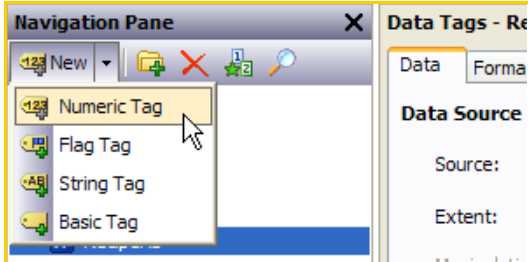 Navigation Pane
New
Numeric Tag
Flag Tag
String Tag
Basic Tag
Data Tags - Re
Data Forma
Data Source
Source:
Extent: